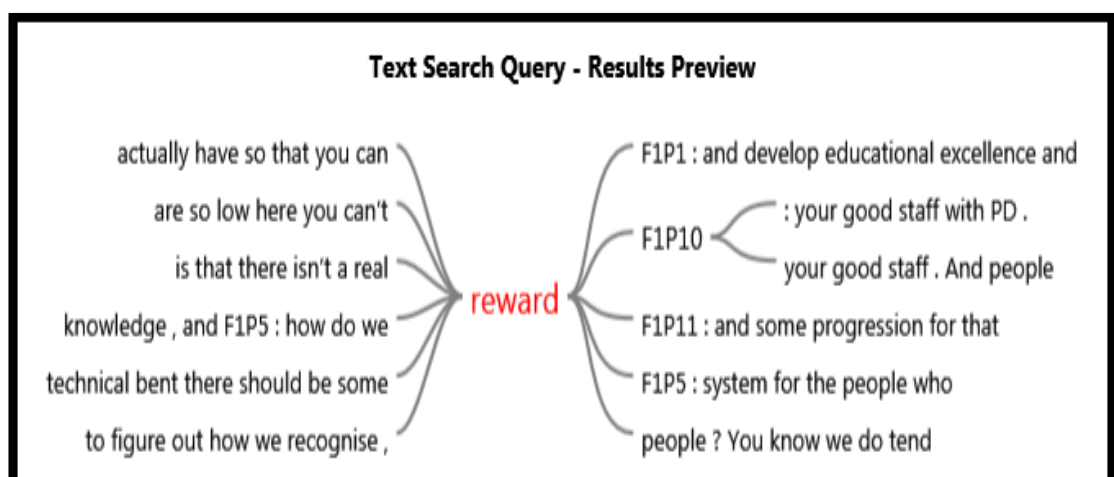 Text Search Query - Results Preview
actually have so that you can
are so low here you can't
is that there isn't a real
knowledge , and F1P5 : how do we
technical bent there should be some
to figure out how we recognise ,
reward
F1P1 : and develop educational excellence and
F1P10
: your good staff with PD .
your good staff . And people
F1P11 : and some progression for that
F1P5 : system for the people who
people ? You know we do tend